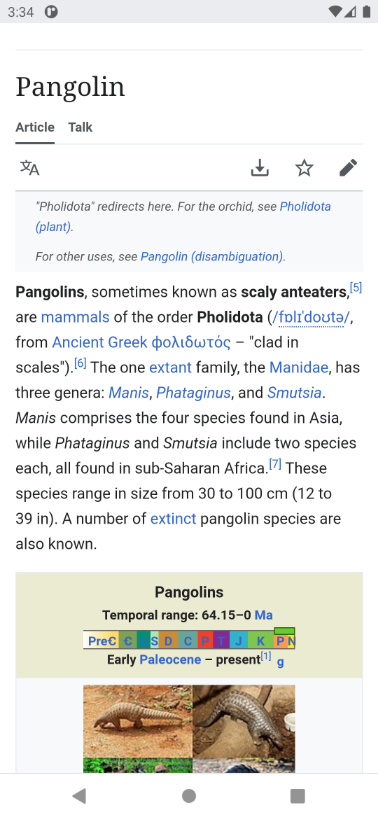 3:34
Pangolin
Article Talk
"Pholidota" redirects here. For the orchid, see Pholidota
(plant).
For other uses, see Pangolin (disambiguation).
Pangolins, sometimes known as scaly anteaters,[5]
are mammals of the order Pholidota (/fɒlɪˈdoʊtə/,
from Ancient Greek φολιδωτός – "clad in
scales").[6] The one extant family, the Manidae, has
three genera: Manis, Phataginus, and Smutsia.
Manis comprises the four species found in Asia,
while Phataginus and Smutsia include two species
each, all found in sub-Saharan Africa.[7] These
species range in size from 30 to 100 cm (12 to
39 in). A number of extinct pangolin species are
also known.
Pangolins
Temporal range: 64.15–0 Ma
PreꞒ Ꞓ O S D C P T J K Pg N
Early Paleocene – present[1]